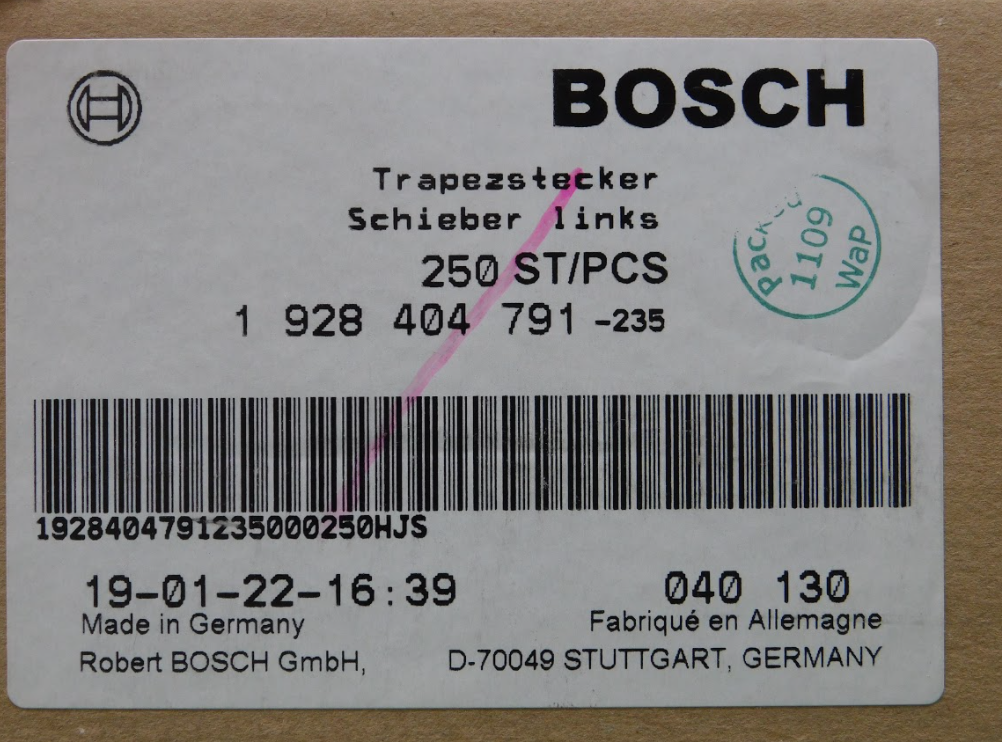 BOSCH
Trapezstecker
Schieber links
250 ST/PCS
1 928 404 791 -235
Packed
1109
WaP
1928404791235000250HJS
19-01-22-16:39
040 130
Made in Germany
Fabriqué en Allemagne
Robert BOSCH GmbH,
D-70049 STUTTGART, GERMANY